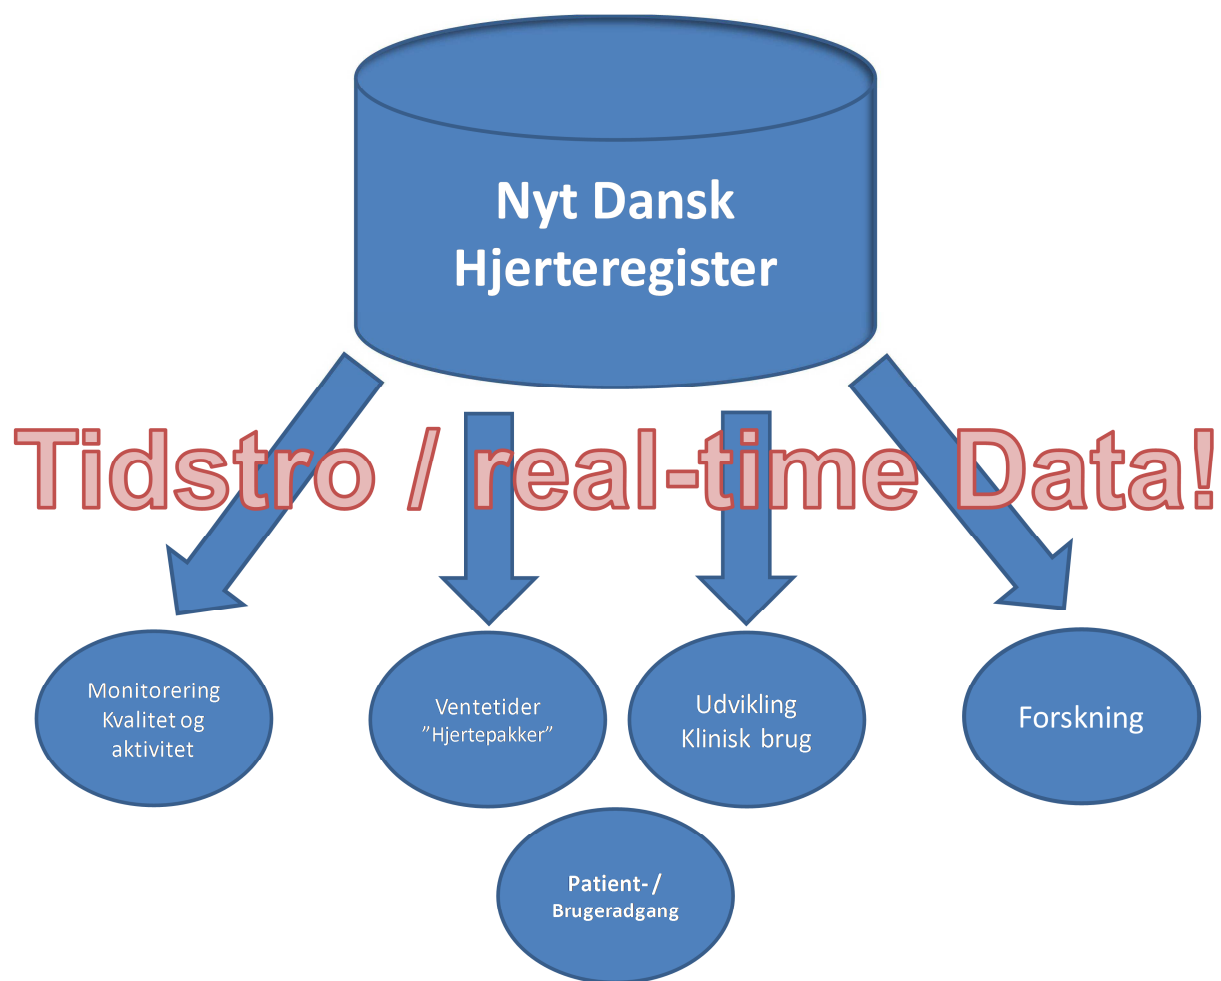 Nyt Dansk
Hjerteregister
Tidstro / real-time Data!
Monitorering
Kvalitet og
aktivitet
Ventetider
”Hjertepakker”
Udvikling
Klinisk brug
Forskning
Patient- /
Brugeradgang